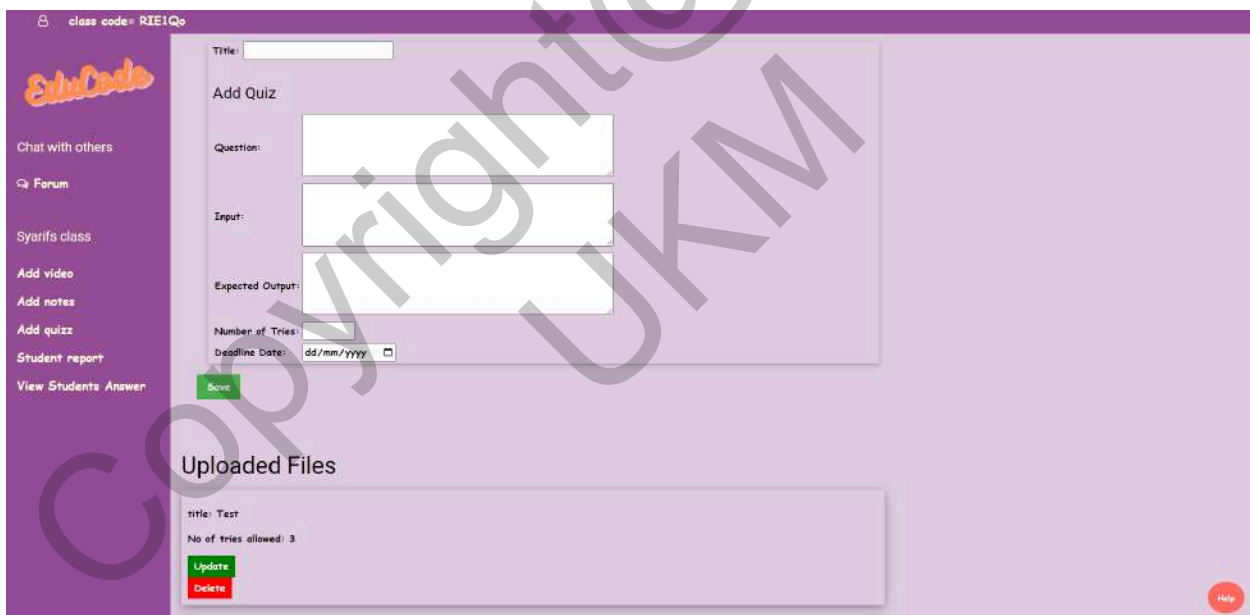 class code= RIE1Qo
EduCode
Chat with others
Forum
Syarifs class
Add video
Add notes
Add quizz
Student report
View Students Answer
Title:
Add Quiz
Question:
Input:
Expected Output:
Number of Tries:
Deadline Date: dd/mm/yyyy
Save
Uploaded Files
title: Test
No of tries allowed: 3
Update
Delete
Help
Copyright@
UKM